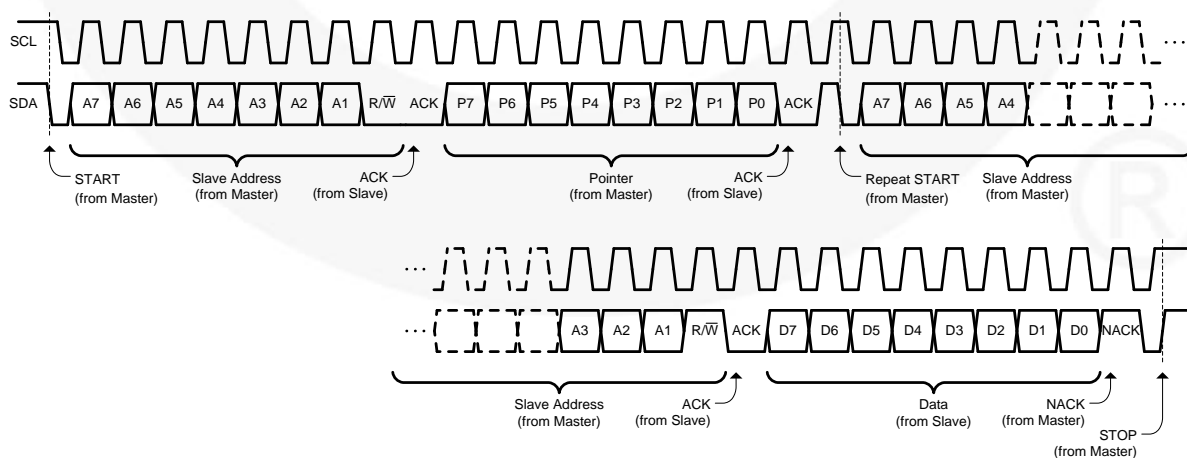 SCL
SDA A7 A6 A5 A4 A3 A2 A1 R/W̅ ACK P7 P6 P5 P4 P3 P2 P1 P0 ACK A7 A6 A5 A4
START
(from Master)
Slave Address
(from Master)
ACK
(from Slave)
Pointer
(from Master)
ACK
(from Slave)
Repeat START
(from Master)
Slave Address
(from Master)
A3 A2 A1 R/W̅ ACK D7 D6 D5 D4 D3 D2 D1 D0 NACK
Slave Address
(from Master)
ACK
(from Slave)
Data
(from Slave)
NACK
(from Master)
STOP
(from Master)
®